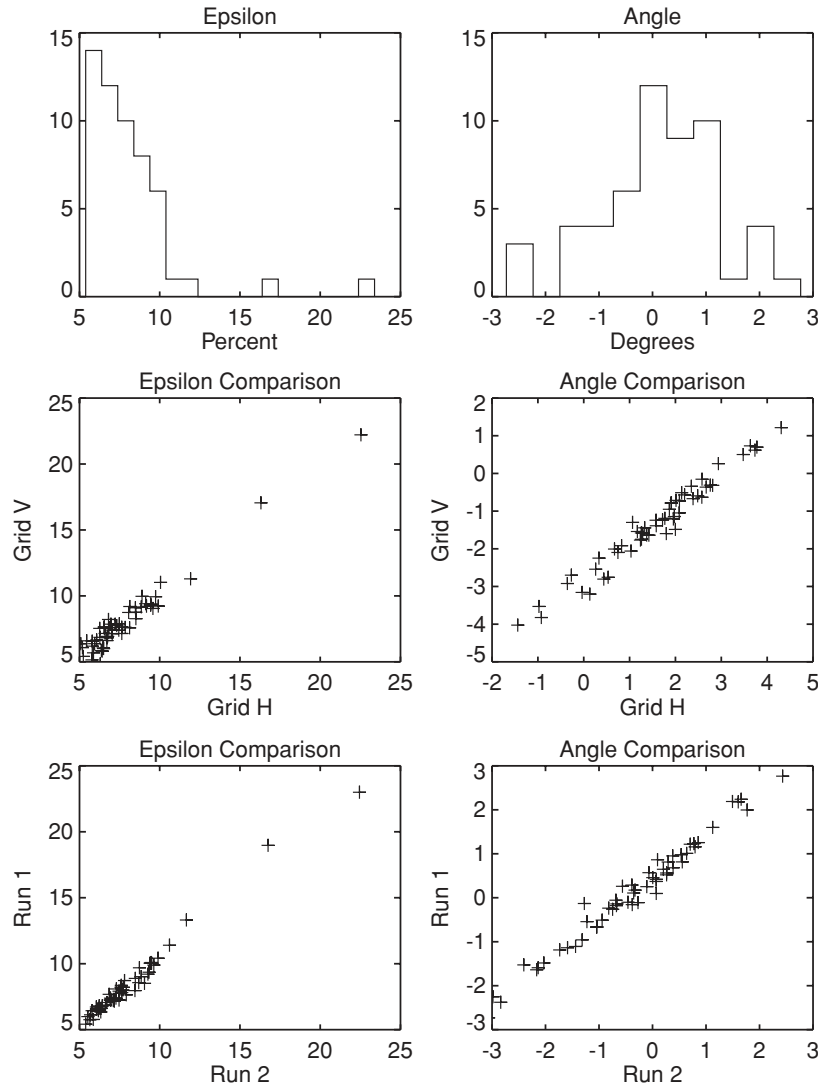 Epsilon
15
10
5
0
5 10 15 20 25
Percent
Angle
15
10
5
0
-3 -2 -1 0 1 2 3
Degrees
Epsilon Comparison
25
20
15
10
5
Grid V
5 10 15 20 25
Grid H
Angle Comparison
2
1
0
-1
-2
-3
-4
-5
Grid V
-2 -1 0 1 2 3 4 5
Grid H
Epsilon Comparison
25
20
15
10
5
Run 1
5 10 15 20 25
Run 2
Angle Comparison
3
2
1
0
-1
-2
-3
Run 1
-3 -2 -1 0 1 2 3
Run 2